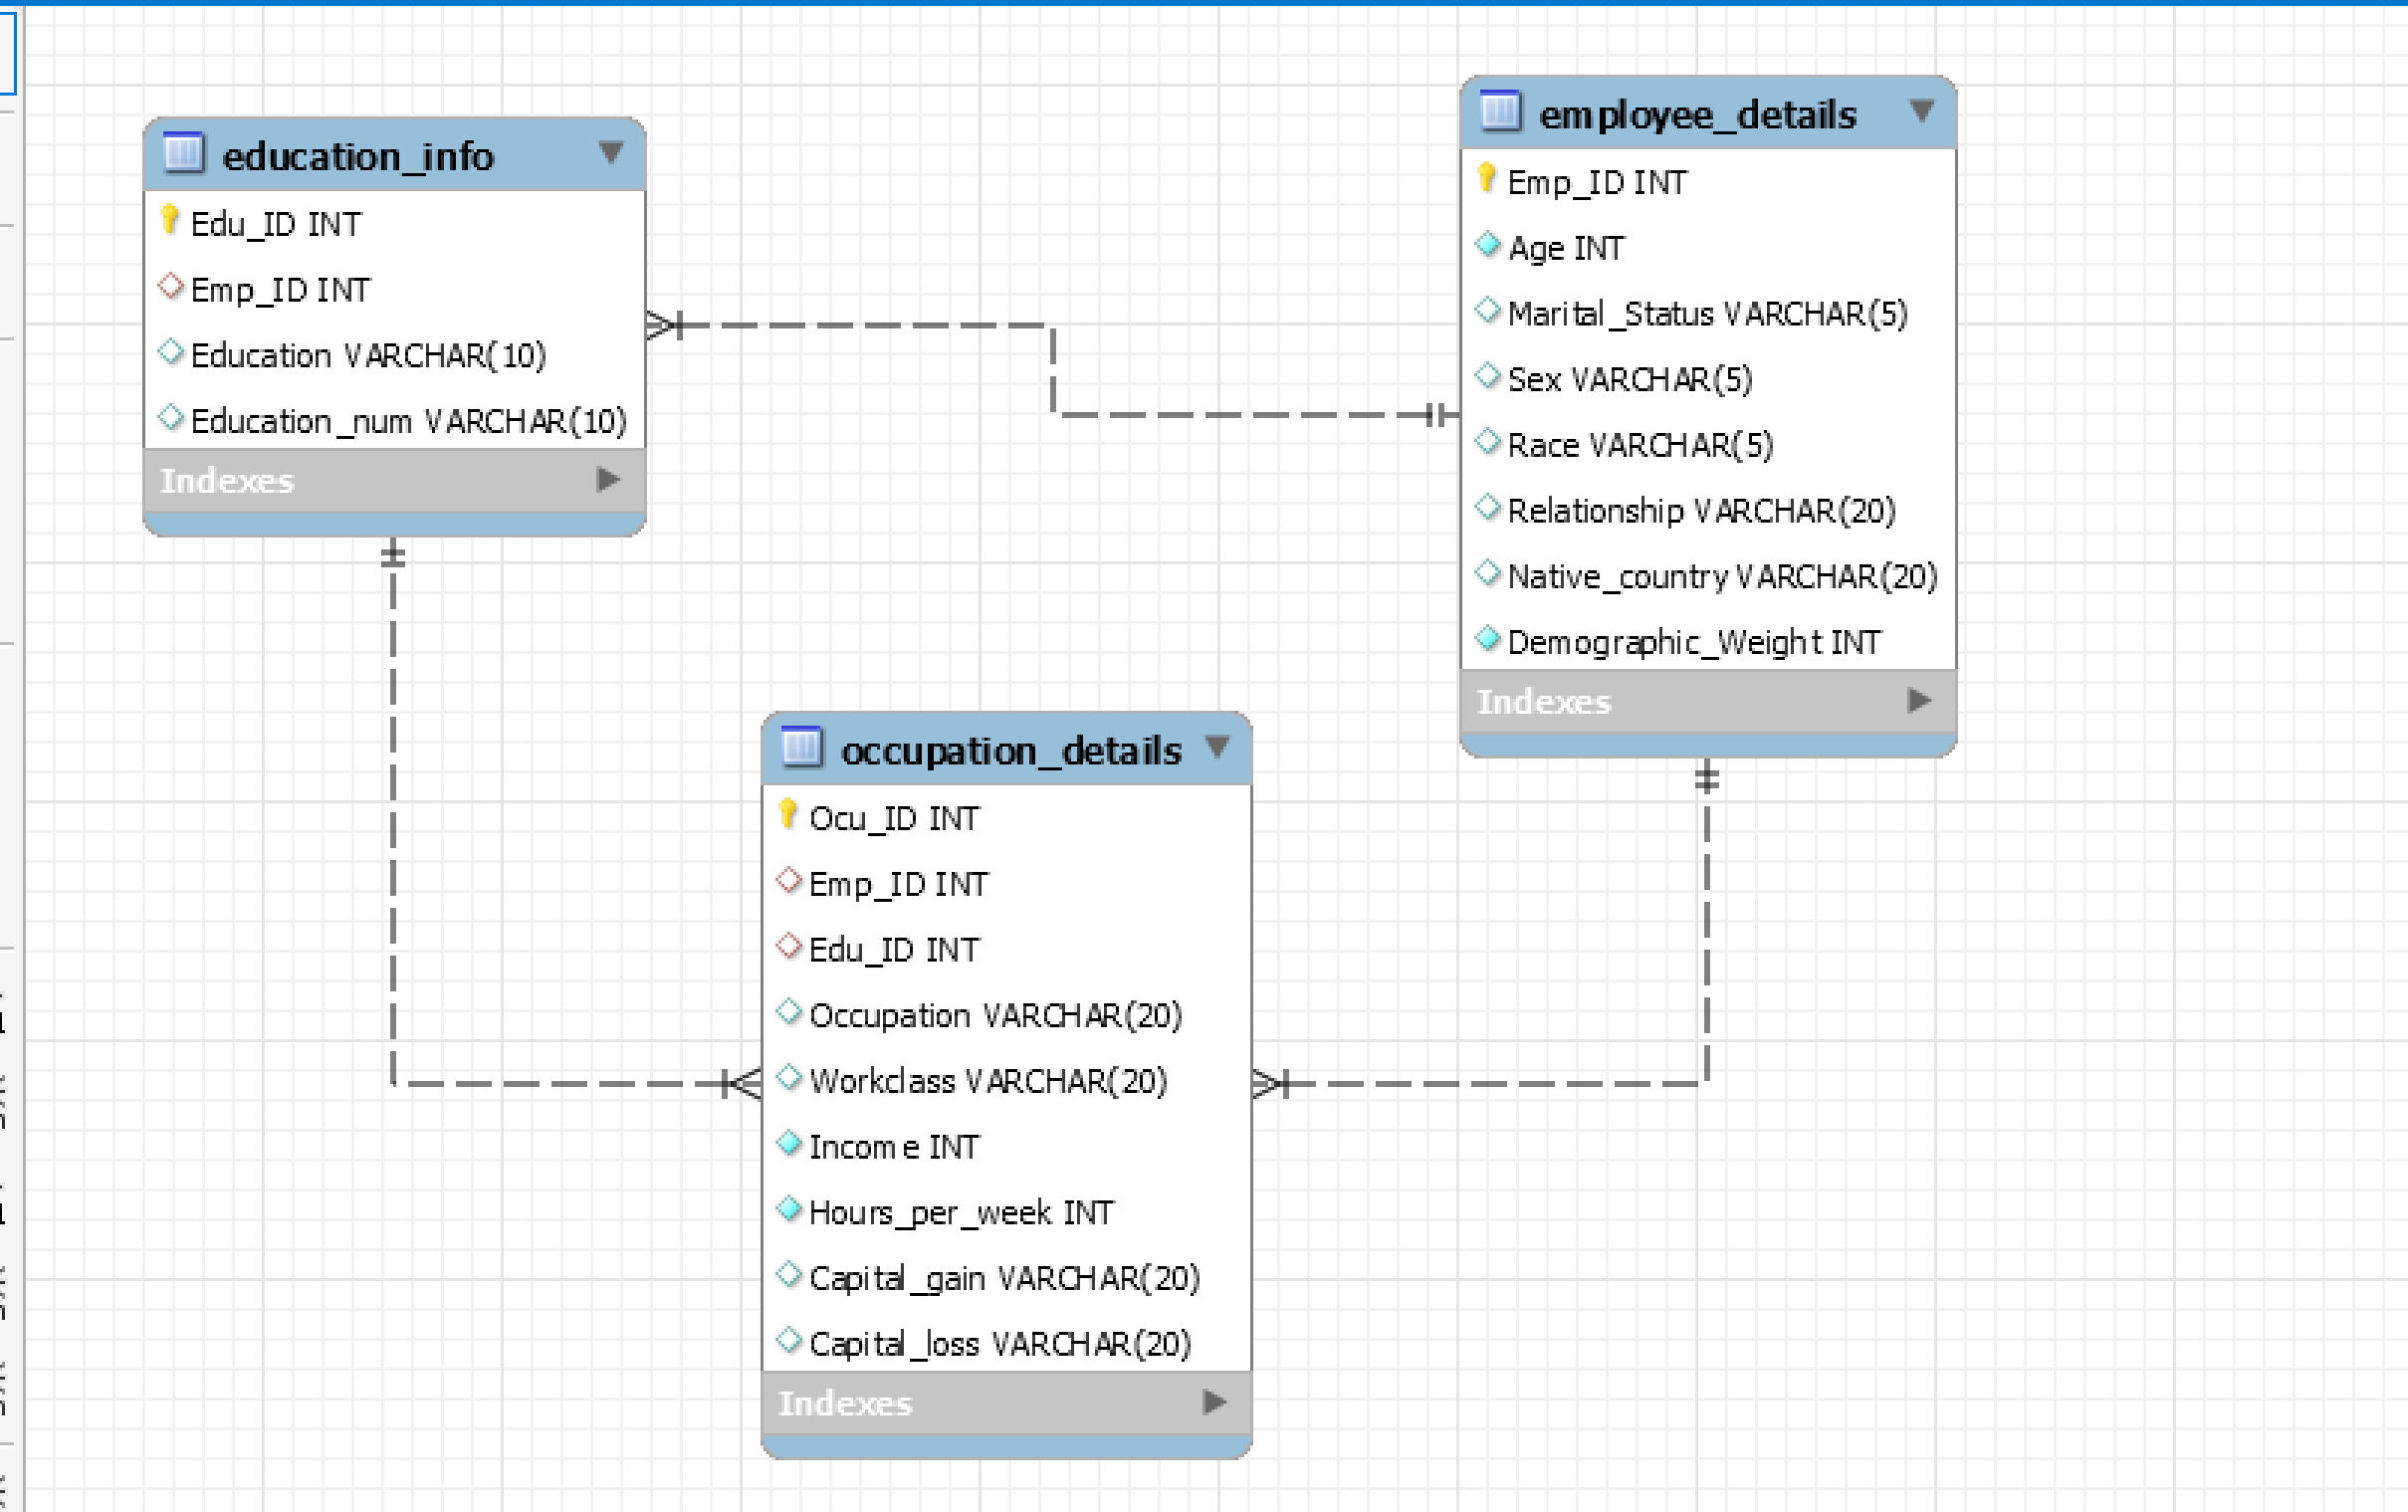 education_info
Edu_ID INT
Emp_ID INT
Education VARCHAR(10)
Education_num VARCHAR(10)
Indexes
employee_details
Emp_ID INT
Age INT
Marital_Status VARCHAR(5)
Sex VARCHAR(5)
Race VARCHAR(5)
Relationship VARCHAR(20)
Native_country VARCHAR(20)
Demographic_Weight INT
Indexes
occupation_details
Ocu_ID INT
Emp_ID INT
Edu_ID INT
Occupation VARCHAR(20)
Workclass VARCHAR(20)
Income INT
Hours_per_week INT
Capital_gain VARCHAR(20)
Capital_loss VARCHAR(20)
Indexes